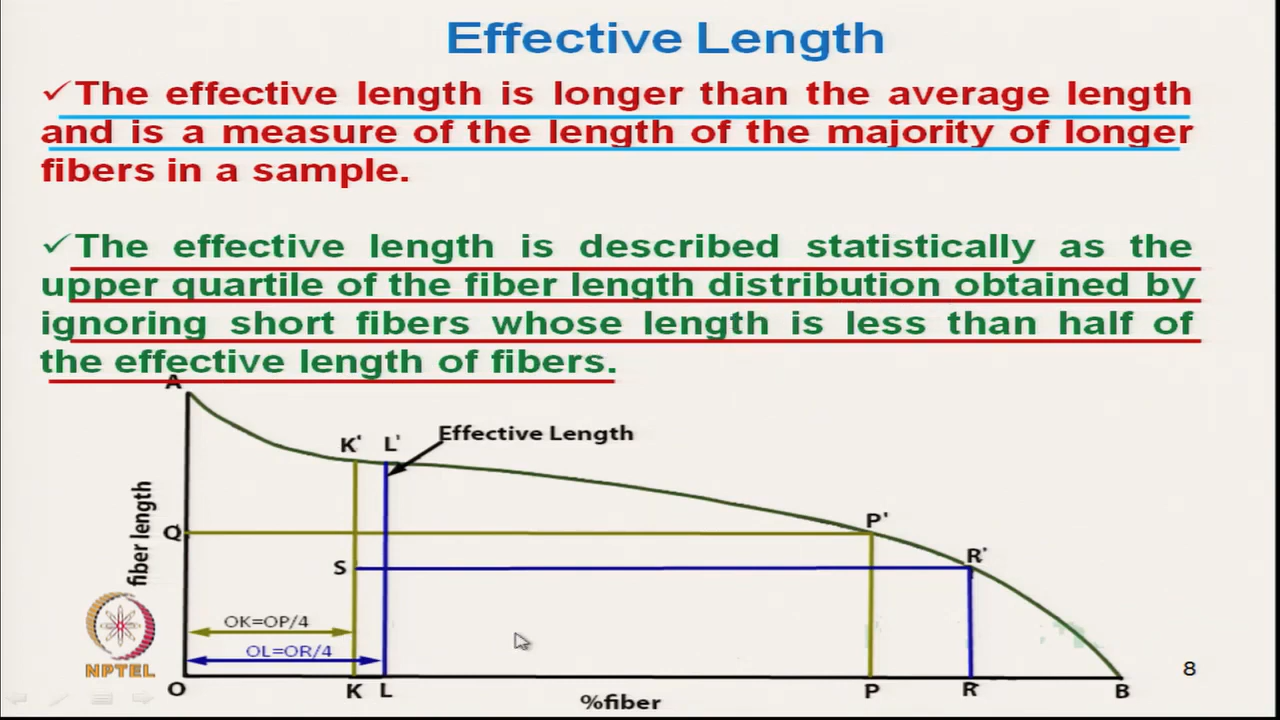 Effective Length
✓The effective length is longer than the average length
and is a measure of the length of the majority of longer
fibers in a sample.
✓The effective length is described statistically as the
upper quartile of the fiber length distribution obtained by
ignoring short fibers whose length is less than half of
the effective length of fibers.
A
K' L' Effective Length
fiber length
Q P'
S R'
OK=OP/4
OL=OR/4
NPTEL
8
O K L P R B
%fiber